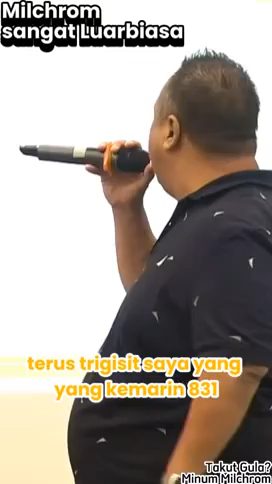 Milchrom
sangat Luarbiasa
terus trigisit saya yang
yang kemarin 831
Takut Gula?
Minum Milchrom